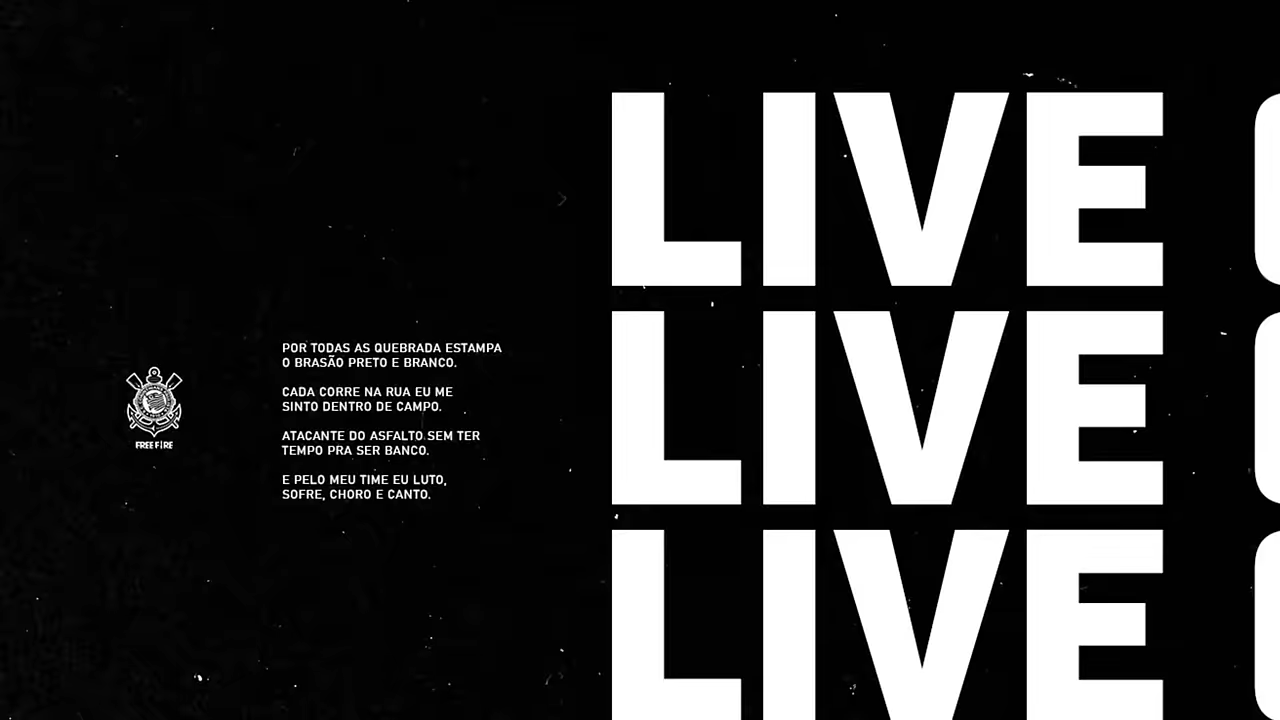 FREE FIRE
POR TODAS AS QUEBRADA ESTAMPA
O BRASÃO PRETO E BRANCO.
CADA CORRE NA RUA EU ME
SINTO DENTRO DE CAMPO.
ATACANTE DO ASFALTO SEM TER
TEMPO PRA SER BANCO.
E PELO MEU TIME EU LUTO,
SOFRE, CHORO E CANTO.
LIVE
LIVE
LIVE